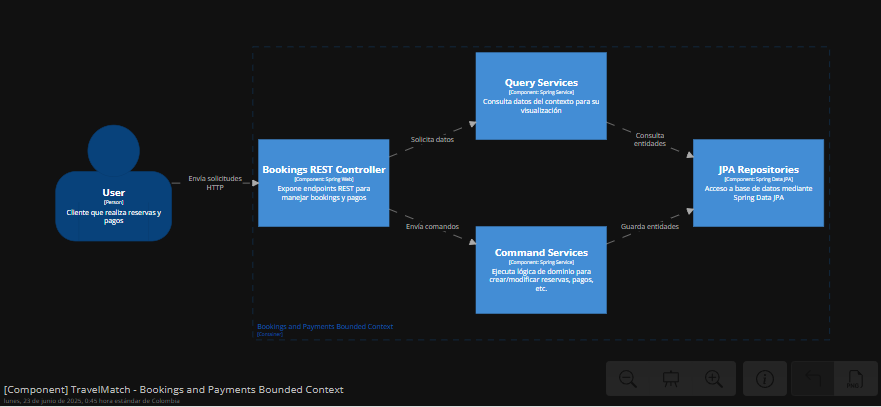 User
[Person]
Cliente que realiza reservas y
pagos
Envía solicitudes
HTTP
Bookings REST Controller
[Component: Spring Web]
Expone endpoints REST para
manejar bookings y pagos
Solicita datos
Envía comandos
Query Services
[Component: Spring Service]
Consulta datos del contexto para su
visualización
Command Services
[Component: Spring Service]
Ejecuta lógica de dominio para
crear/modificar reservas, pagos,
etc.
Consulta
entidades
Guarda entidades
JPA Repositories
[Component: Spring Data JPA]
Acceso a base de datos mediante
Spring Data JPA
Bookings and Payments Bounded Context
[Container]
[Component] TravelMatch - Bookings and Payments Bounded Context
lunes, 23 de junio de 2025, 0:45 hora estándar de Colombia
PNG